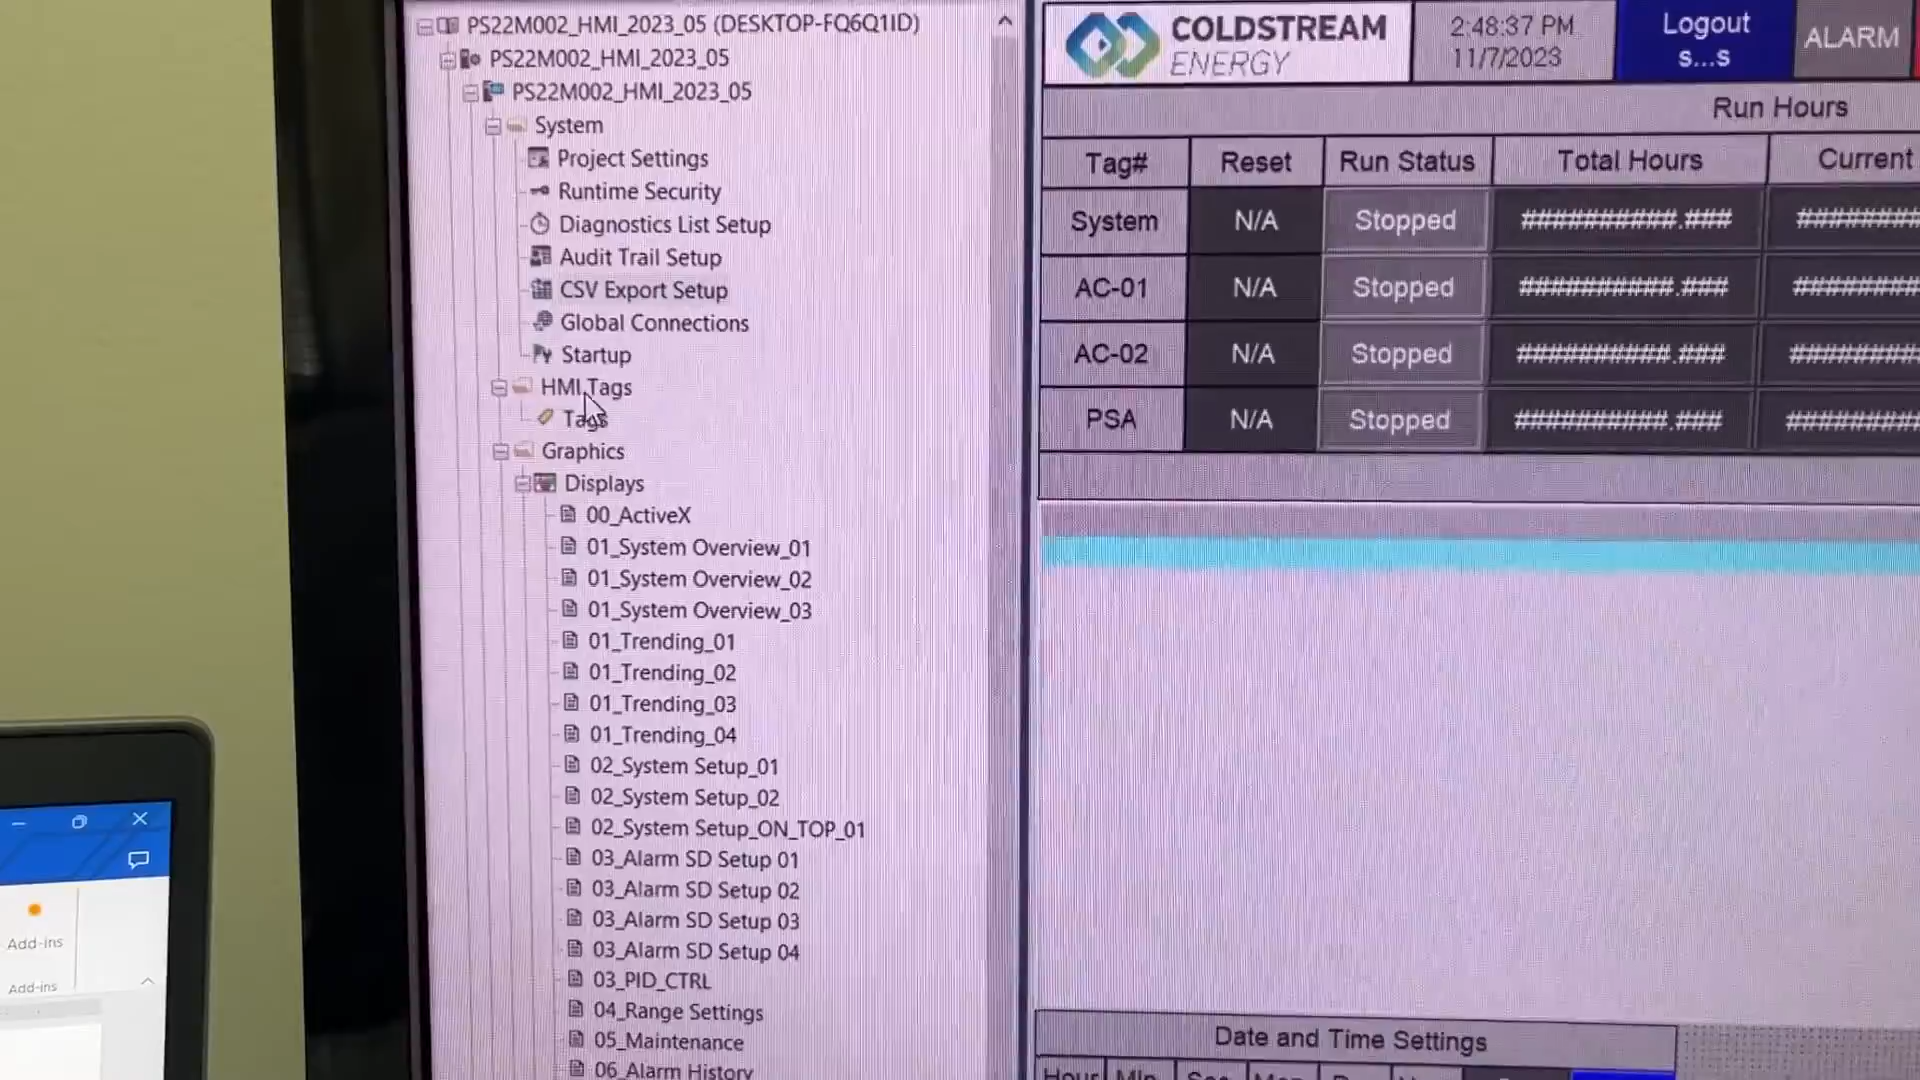 PS22M002_HMI_2023_05 (DESKTOP-FQ6Q1ID)
PS22M002_HMI_2023_05
PS22M002_HMI_2023_05
System
Project Settings
Runtime Security
Diagnostics List Setup
Audit Trail Setup
CSV Export Setup
Global Connections
Startup
HMI Tags
Tags
Graphics
Displays
00_ActiveX
01_System Overview_01
01_System Overview_02
01_System Overview_03
01_Trending_01
01_Trending_02
01_Trending_03
01_Trending_04
02_System Setup_01
02_System Setup_02
02_System Setup_ON_TOP_01
03_Alarm SD Setup 01
03_Alarm SD Setup 02
03_Alarm SD Setup 03
03_Alarm SD Setup 04
03_PID_CTRL
04_Range Settings
05_Maintenance
06_Alarm History
COLDSTREAM
ENERGY
2:48:37 PM
11/7/2023
Logout
s...s
ALARM
Run Hours
Tag# Reset Run Status Total Hours Current
System N/A Stopped ##########.### ########
AC-01 N/A Stopped ##########.### ########
AC-02 N/A Stopped ##########.### ########
PSA N/A Stopped ##########.### ########
Date and Time Settings
Hour Min
Add-ins
Add-ins